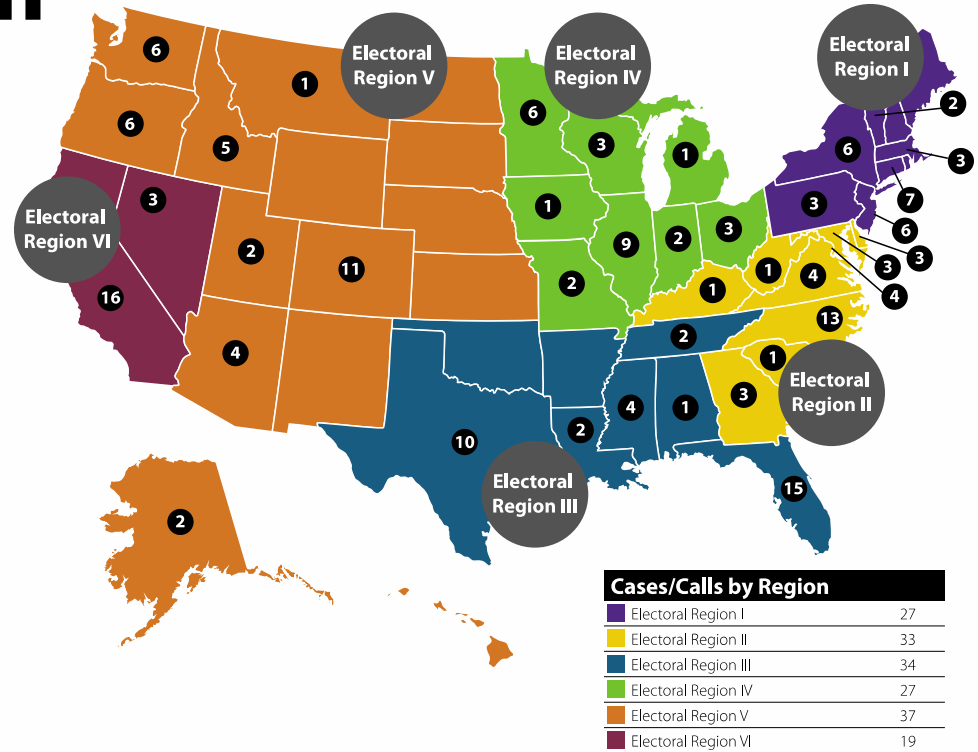 Electoral
Region V
Electoral
Region IV
Electoral
Region I
6
1
6
5
6
3
1
6
2
3
7
3
6
3
3
4
Electoral
Region VI
3
1
2
11
9
2
3
16
2
1
1
4
13
4
2
1
3
Electoral
Region II
10
2
4
1
15
Electoral
Region III
2
Cases/Calls by Region
Electoral Region I 27
Electoral Region II 33
Electoral Region III 34
Electoral Region IV 27
Electoral Region V 37
Electoral Region VI 19